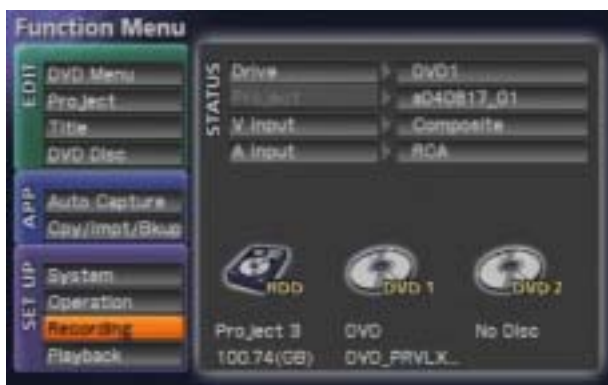 Function Menu
EDIT
DVD Menu
Project
Title
DVD Disc
APP
Auto Capture
Cpy/Impt/Bkup
SET UP
System
Operation
Recording
Playback
STATUS
Drive DVD1
Project a040817_01
V Input Composite
A Input RCA
HDD DVD 1 DVD 2
Project 3 DVD No Disc
100.74(GB) DVD_PRVLX...